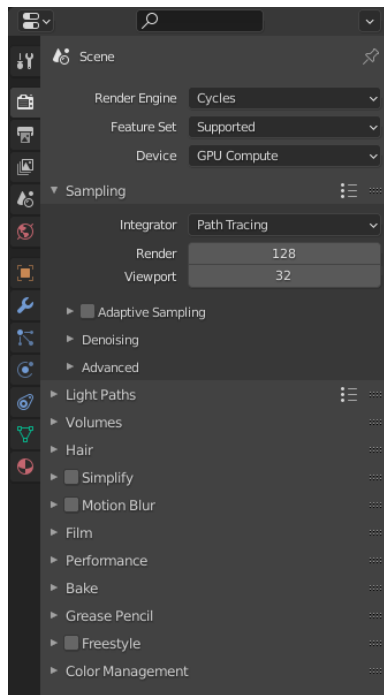 Scene
Render Engine Cycles
Feature Set Supported
Device GPU Compute
Sampling
Integrator Path Tracing
Render 128
Viewport 32
Adaptive Sampling
Denoising
Advanced
Light Paths
Volumes
Hair
Simplify
Motion Blur
Film
Performance
Bake
Grease Pencil
Freestyle
Color Management